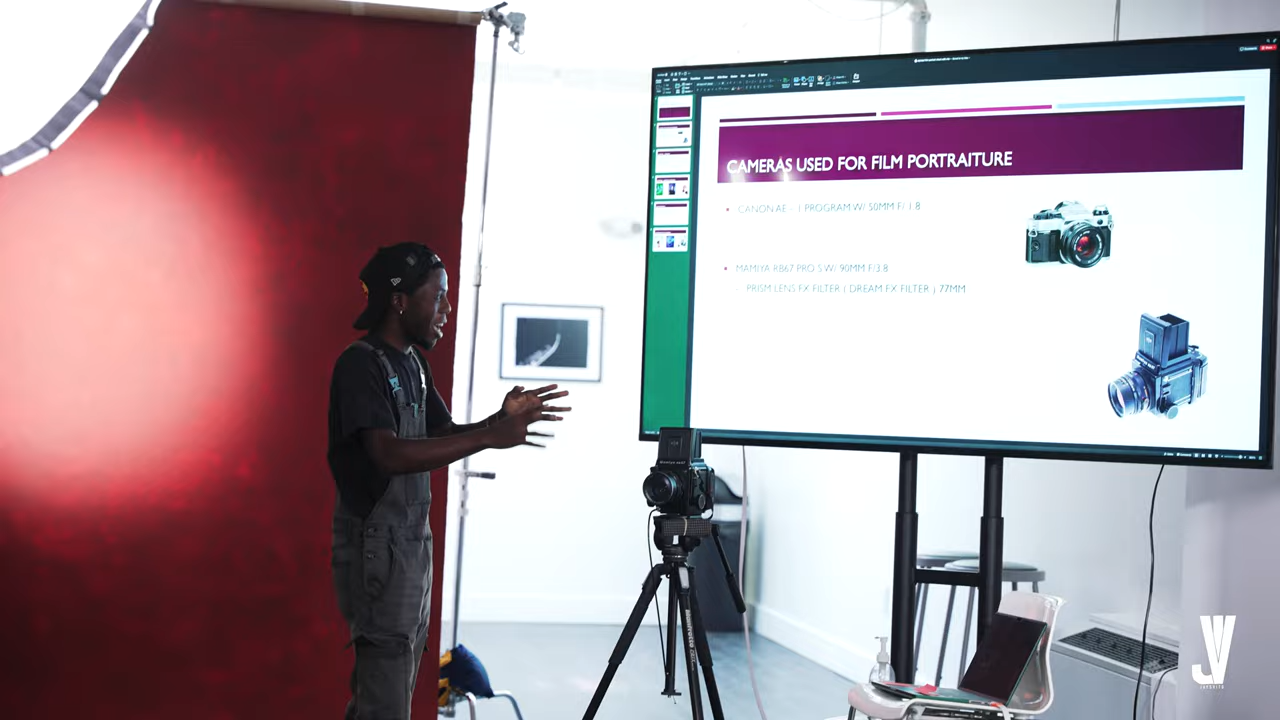 CAMERAS USED FOR FILM PORTRAITURE
CANON AE - 1 PROGRAM W/ 50MM F/ 1.8
MAMIYA RB67 PRO S W/ 90MM F/3.8
PRISM LENS FX FILTER ( DREAM FX FILTER ) 77MM
JV